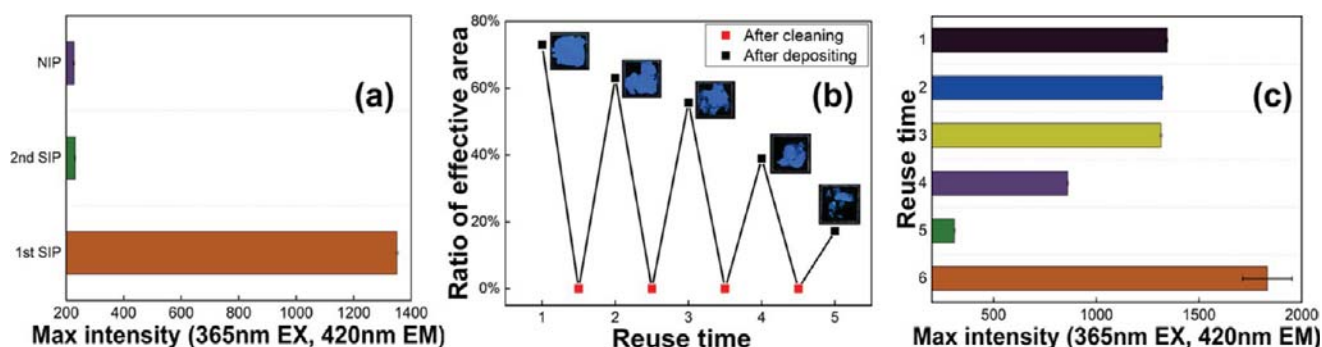 NIP
2nd SIP
1st SIP
(a)
200 400 600 800 1000 1200 1400
Max intensity (365nm EX, 420nm EM)
Ratio of effective area
80%
60%
40%
20%
0%
After cleaning
After depositing
(b)
1 2 3 4 5
Reuse time
Reuse time
1
2
3
4
5
6
(c)
500 1000 1500 2000
Max intensity (365nm EX, 420nm EM)